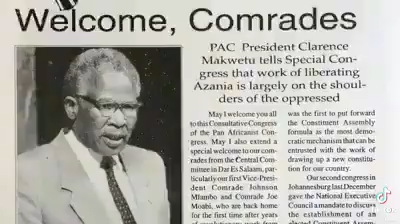 Welcome, Comrades
PAC President Clarence
Makwetu tells Special Con-
gress that work of liberating
Azania is largely on the shoul-
ders of the oppressed
May I welcome you all
to this Consultative Congress
of the Pan Africanist Con-
gress. May I also extend a
special welcome to our com-
rades from the Central Com-
mittee in Dar Es Salaam, par-
ticularly our first Vice-Presi-
dent Comrade Johnson
Mlambo and Comrade Joe
Moabi, who are back home
for the first time after years
was the first to put forward
the Constituent Assembly
formula as the most demo-
cratic mechanism that can be
entrusted with the work of
drawing up a new constitu-
tion for our country.
Our second congress in
Johannesburg last December
gave the National Executive
Council a mandate to discuss
the establishment of an